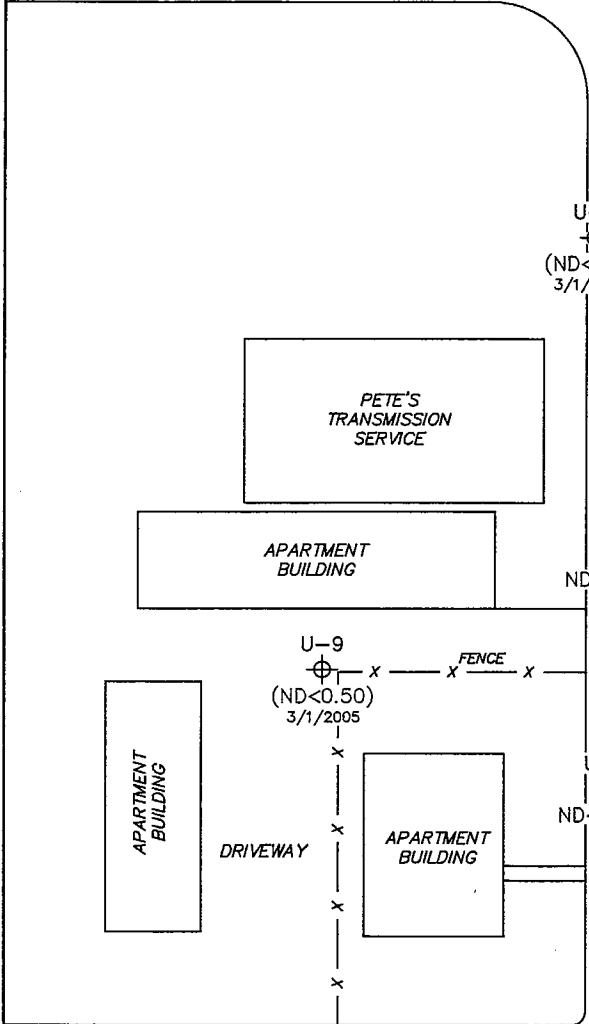 U
(ND<
3/1/
PETE'S
TRANSMISSION
SERVICE
APARTMENT
BUILDING
ND
U-9
FENCE
X X X
(ND<0.50)
3/1/2005
X
APARTMENT
BUILDING
DRIVEWAY
X
APARTMENT
BUILDING
ND<
X
X